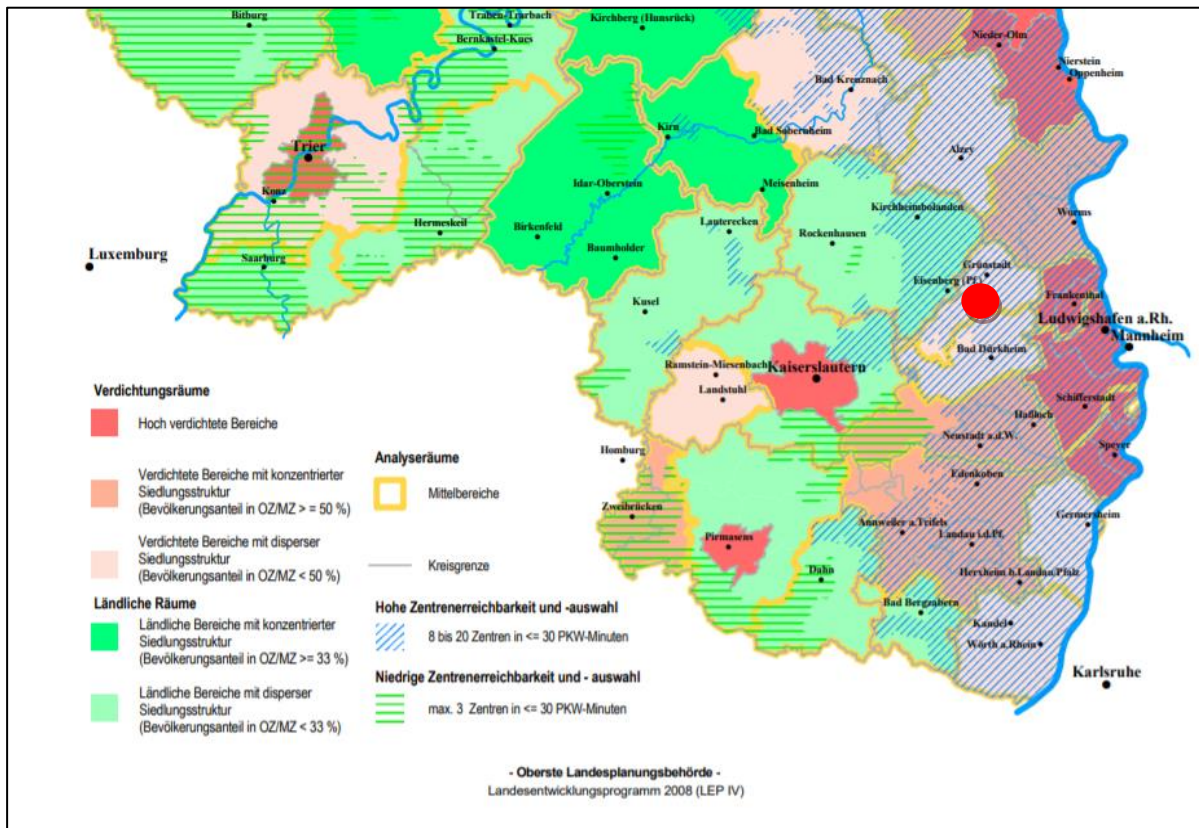 Bitburg
Traben-Trarbach
Kirchberg (Hunsrück)
Nieder-Olm
Bernkastel-Kues
Nierstein
Oppenheim
Bad Kreuznach
Trier
Kirn
Bad Sobernheim
Alzey
Konz
Idar-Oberstein
Meisenheim
Kirchheimbolanden
Worms
Hermeskeil
Birkenfeld
Lauterecken
Rockenhausen
Luxemburg
Saarburg
Baumholder
Grünstadt
Eisenberg (Pf.)
Kusel
Frankenthal
Ludwigshafen a.Rh.
Mannheim
Bad Dürkheim
Ramstein-Miesenbach
Kaiserslautern
Landstuhl
Schifferstadt
Haßloch
Neustadt a.d.W.
Homburg
Speyer
Edenkoben
Zweibrücken
Annweiler a.Trifels
Germersheim
Pirmasens
Landau i.d.Pf.
Dahn
Herxheim b.Landau/Pfalz
Bad Bergzabern
Kandel
Wörth a.Rhein
Karlsruhe
Verdichtungsräume
Hoch verdichtete Bereiche
Verdichtete Bereiche mit konzentrierter
Siedlungsstruktur
(Bevölkerungsanteil in OZ/MZ > = 50 %)
Verdichtete Bereiche mit disperser
Siedlungsstruktur
(Bevölkerungsanteil in OZ/MZ < 50 %)
Ländliche Räume
Ländliche Bereiche mit konzentrierter
Siedlungsstruktur
(Bevölkerungsanteil in OZ/MZ >= 33 %)
Ländliche Bereiche mit disperser
Siedlungsstruktur
(Bevölkerungsanteil in OZ/MZ < 33 %)
Analyseräume
Mittelbereiche
Kreisgrenze
Hohe Zentrenerreichbarkeit und -auswahl
8 bis 20 Zentren in <= 30 PKW-Minuten
Niedrige Zentrenerreichbarkeit und - auswahl
max. 3 Zentren in <= 30 PKW-Minuten
- Oberste Landesplanungsbehörde -
Landesentwicklungsprogramm 2008 (LEP IV)